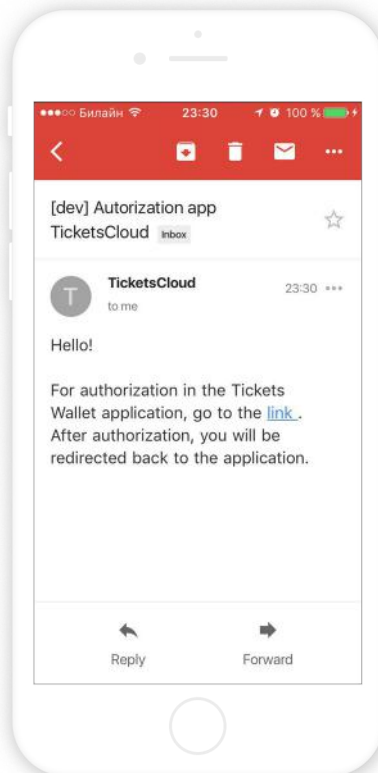 Билайн 23:30 100 %
[dev] Autorization app
TicketsCloud Inbox
T
TicketsCloud 23:30
to me
Hello!
For authorization in the Tickets
Wallet application, go to the link .
After authorization, you will be
redirected back to the application.
Reply Forward